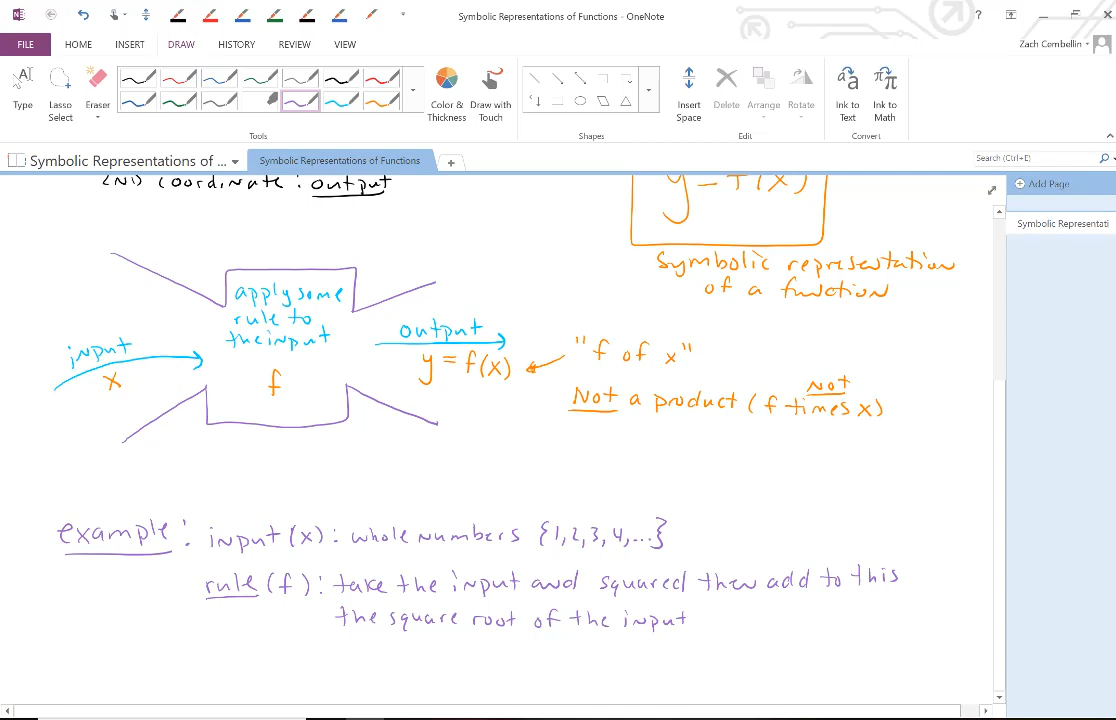 Symbolic Representations of Functions - OneNote
FILE HOME INSERT DRAW HISTORY REVIEW VIEW
Zach Cembellin
Type
Lasso Select
Eraser
Color & Thickness
Draw with Touch
Insert Space
Delete
Arrange
Rotate
Ink to Text
Ink to Math
Tools
Shapes
Edit
Convert
Symbolic Representations of ...
Symbolic Representations of Functions
Search (Ctrl+E)
Add Page
Symbolic Representati
2ND coordinate: output
y = f(x)
Symbolic representation
of a function
apply some
rule to
the input
input
x
f
output
y = f(x)
"f of x"
Not a product (f times x)
Not
example: input (x): whole numbers {1,2,3,4,...}
rule (f): take the input and squared then add to this
the square root of the input